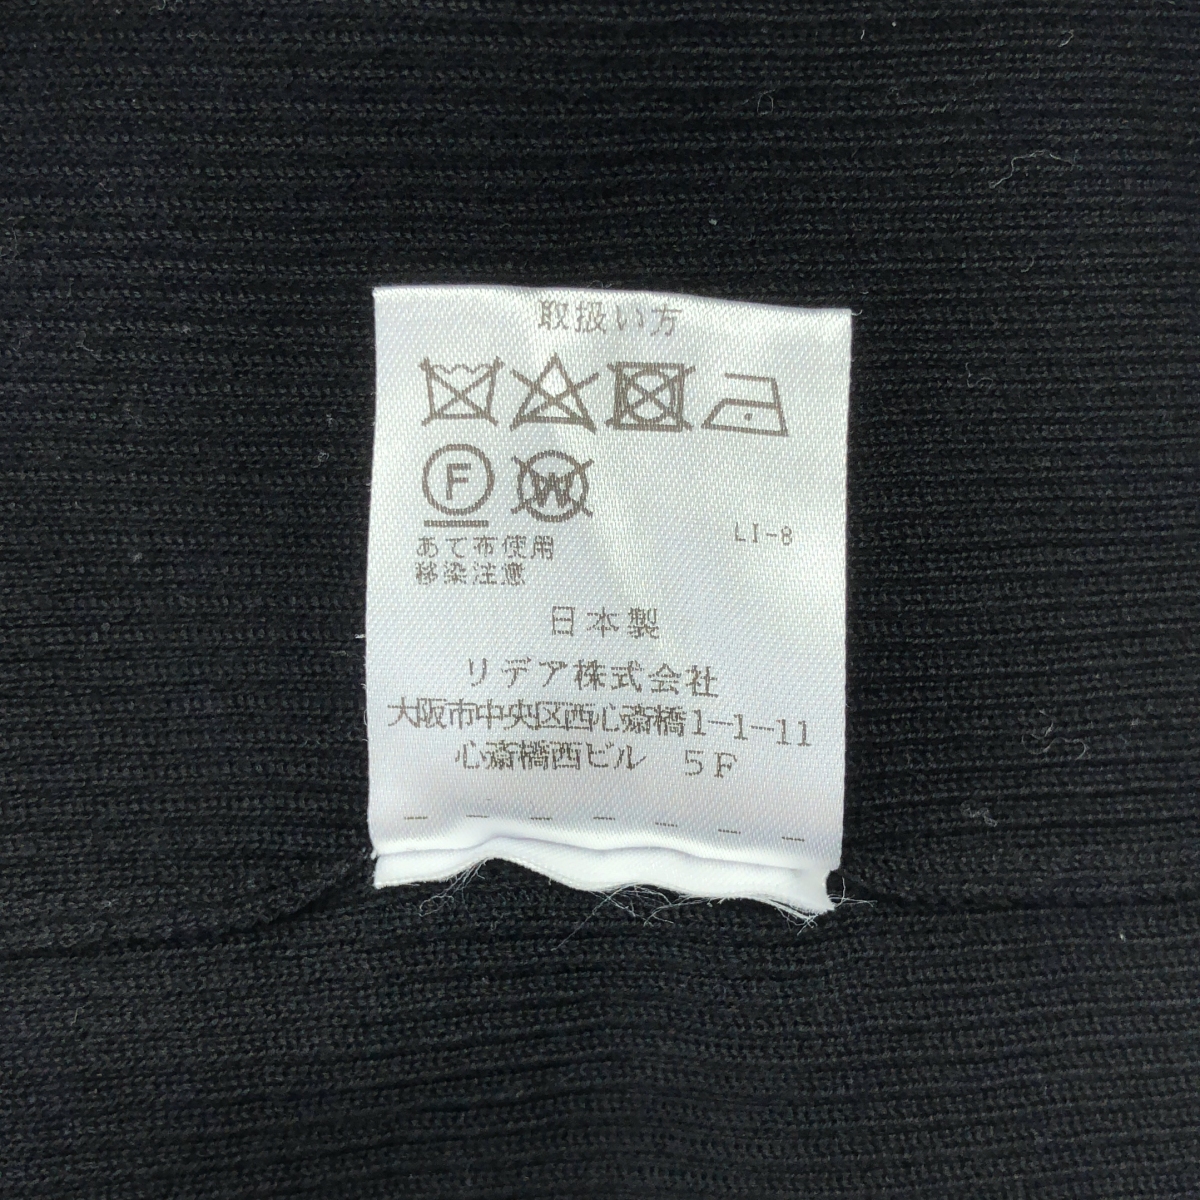 取扱い方
F W
LI-8
あて布使用
移染注意
日本製
リデア株式会社
大阪市中央区西心斎橋1-1-11
心斎橋西ビル 5F